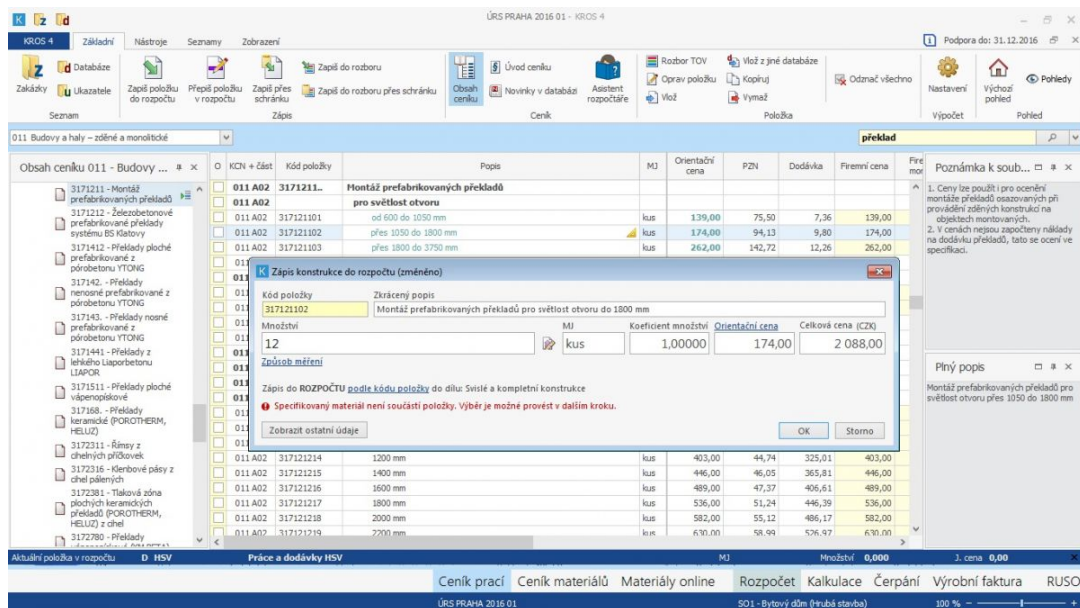 ÚRS PRAHA 2016 01 - KROS 4
KROS 4 Základní Nástroje Seznamy Zobrazení
Podpora do: 31.12.2016
Zakázky
Databáze
Ukazatele
Seznam
Zapiš položku do rozpočtu
Přepiš položku v rozpočtu
Zapiš přes schránku
Zapiš do rozboru
Zapiš do rozboru přes schránku
Zápis
Obsah ceníku
Úvod ceníku
Novinky v databázi
Asistent rozpočtáře
Ceník
Rozbor TOV
Oprav položku
Vlož
Vlož z jiné databáze
Kopíruj
Vymaž
Odznač všechno
Položka
Nastavení
Výpočet
Výchozí pohled
Pohledy
Pohled
011 Budovy a haly – zděné a monolitické
překlad
Obsah ceníku 011 - Budovy ...
3171211 - Montáž
prefabrikovaných překladů
3171212 - Železobetonové
prefabrikované překlady
systému BS Klatovy
3171412 - Překlady ploché
prefabrikované z
pórobetonu YTONG
317142. - Překlady
nenosné prefabrikované z
pórobetonu YTONG
317143. - Překlady nosné
prefabrikované z
pórobetonu YTONG
3171441 - Překlady z
lehkého Liaporbetonu
LIAPOR
3171511 - Překlady ploché
vápenopískové
317168. - Překlady
keramické (POROTHERM,
HELUZ)
3172311 - Římsy z
cihelných příčkovek
3172316 - Klenbové pásy z
cihel pálených
3172381 - Tlaková zóna
plochých keramických
překladů (POROTHERM,
HELUZ) z cihel
3172780 - Překlady
O KCN + část Kód položky Popis MJ Orientační cena PZN Dodávka Firemní cena
011 A02 3171211.. Montáž prefabrikovaných překladů
011 A02 pro světlost otvoru
011 A02 317121101 od 600 do 1050 mm kus 139,00 75,50 7,36 139,00
011 A02 317121102 přes 1050 do 1800 mm kus 174,00 94,13 9,80 174,00
011 A02 317121103 přes 1800 do 3750 mm kus 262,00 142,72 12,26 262,00
Zápis konstrukce do rozpočtu (změněno)
Kód položky Zkrácený popis
317121102 Montáž prefabrikovaných překladů pro světlost otvoru do 1800 mm
Množství MJ Koeficient množství Orientační cena Celková cena (CZK)
12 kus 1,00000 174,00 2 088,00
Způsob měření
Zápis do ROZPOČTU podle kódu položky do dílu: Svislé a kompletní konstrukce
Specifikovaný materiál není součástí položky. Výběr je možné provést v dalším kroku.
Zobrazit ostatní údaje OK Storno
011 A02 317121214 1200 mm kus 403,00 44,74 325,01 403,00
011 A02 317121215 1400 mm kus 446,00 46,05 365,81 446,00
011 A02 317121216 1600 mm kus 489,00 47,37 406,61 489,00
011 A02 317121217 1800 mm kus 536,00 51,24 446,39 536,00
011 A02 317121218 2000 mm kus 582,00 55,12 486,17 582,00
011 A02 317121219 2200 mm kus 630,00 58,99 526,97 630,00
Poznámka k soub...
1. Ceny lze použít i pro ocenění
montáže překladů osazovaných při
provádění zděných konstrukcí na
objektech montovaných.
2. V cenách nejsou započteny náklady
na dodávku překladů, tato se ocení ve
specifikaci.
Plný popis
Montáž prefabrikovaných překladů pro
světlost otvoru přes 1050 do 1800 mm
Aktuální položka v rozpočtu D HSV Práce a dodávky HSV MJ Množství 0,000 J. cena 0,00
Ceník prací Ceník materiálů Materiály online Rozpočet Kalkulace Čerpání Výrobní faktura RUSO
ÚRS PRAHA 2016 01 SO1 - Bytový dům (Hrubá stavba) 100 %